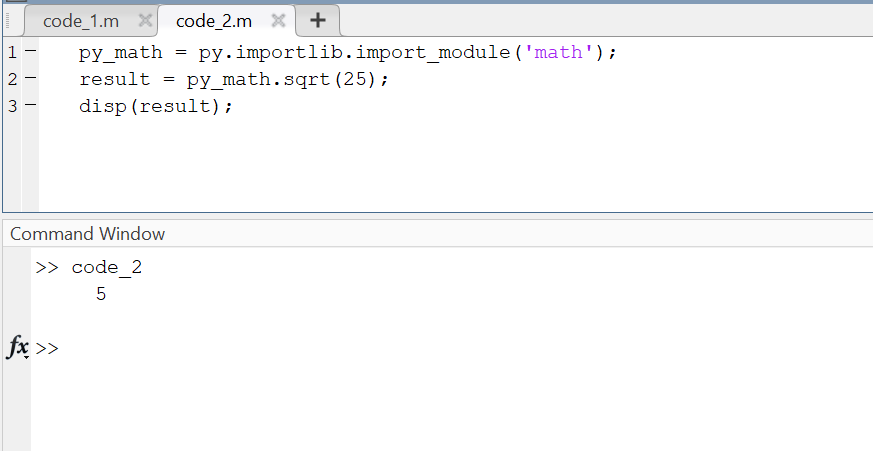 code_1.m code_2.m +
1 — py_math = py.importlib.import_module('math');
2 — result = py_math.sqrt(25);
3 — disp(result);
Command Window
>> code_2
5
fx >>